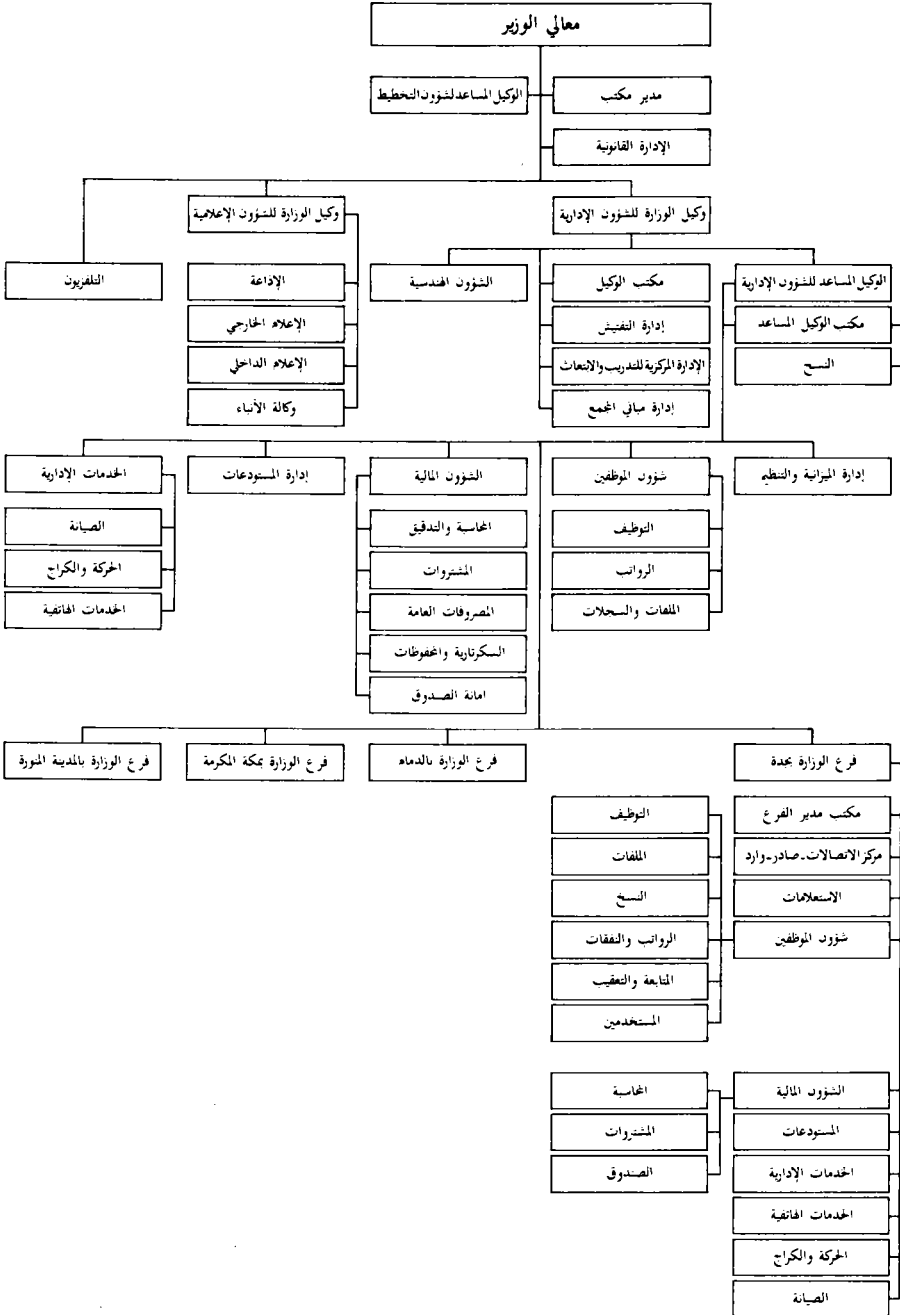 معالي الوزير
مدير مكتب
الوكيل المساعد لشؤون التخطيط
الإدارة القانونية
وكيل الوزارة للشؤون الإدارية
وكيل الوزارة للشؤون الإعلامية
الوكيل المساعد للشؤون الإدارية
مكتب الوكيل
الشؤون الهندسية
الإذاعة
التلفزيون
مكتب الوكيل المساعد
إدارة التفتيش
الإعلام الخارجي
النسخ
الإدارة المركزية للتدريب والابتعاث
الإعلام الداخلي
إدارة مباني المجمع
وكالة الأنباء
إدارة الميزانية والتنظيم
شؤون الموظفين
الشؤون المالية
إدارة المستودعات
الخدمات الإدارية
التوظيف
المحاسبة والتدقيق
الصيانة
الرواتب
المشتروات
الحركة والكراج
الملفات والسجلات
المصروفات العامة
الخدمات الهاتفية
السكرتارية والمحفوظات
امانة الصدوق
فرع الوزارة بجدة
فرع الوزارة بالدمام
فرع الوزارة بمكة المكرمة
فرع الوزارة بالمدينة المنورة
مكتب مدير الفرع
التوظيف
مركز الاتصالات-صادر-وارد
الملفات
الاستعلامات
النسخ
شؤون الموظفين
الرواتب والنفقات
المتابعة والتعقيب
المستخدمين
الشؤون المالية
المحاسبة
المستودعات
المشتروات
الخدمات الإدارية
الصندوق
الخدمات الهاتفية
الحركة والكراج
الصيانة